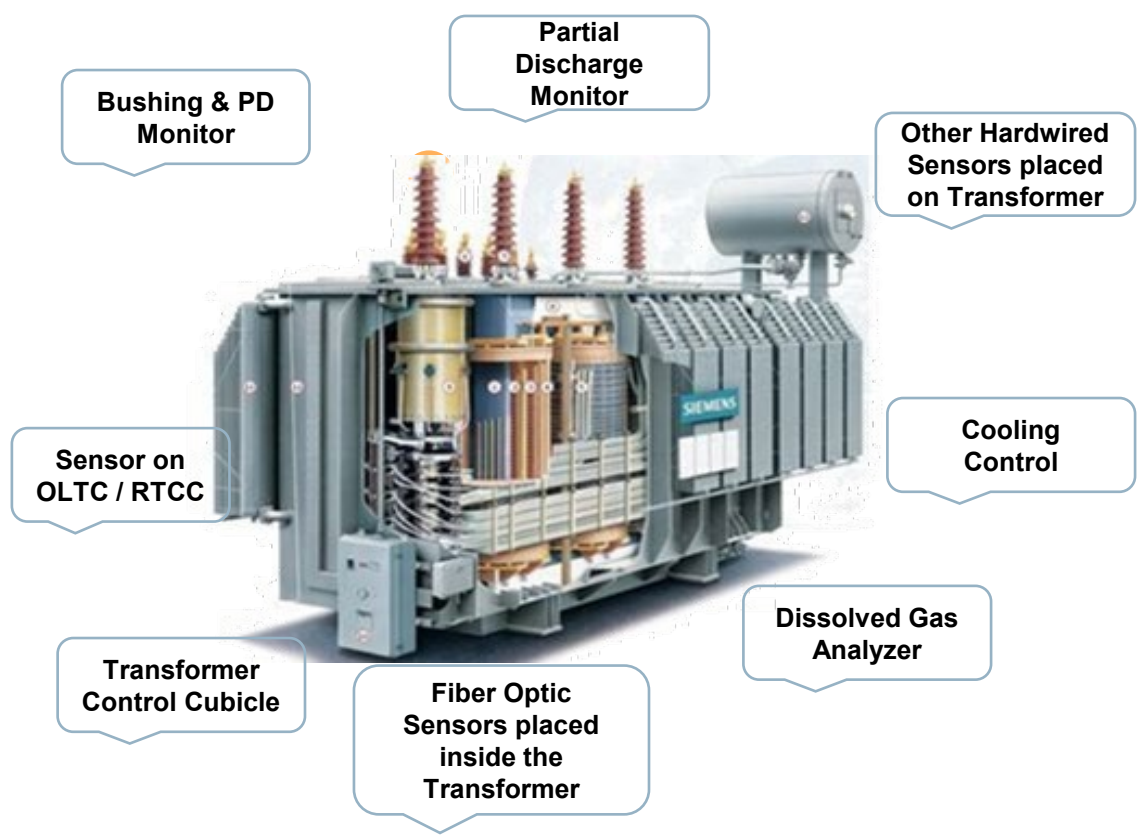 Partial
Discharge
Monitor
Bushing & PD
Monitor
Other Hardwired
Sensors placed
on Transformer
SIEMENS
Cooling
Control
Sensor on
OLTC / RTCC
Dissolved Gas
Analyzer
Transformer
Control Cubicle
Fiber Optic
Sensors placed
inside the
Transformer